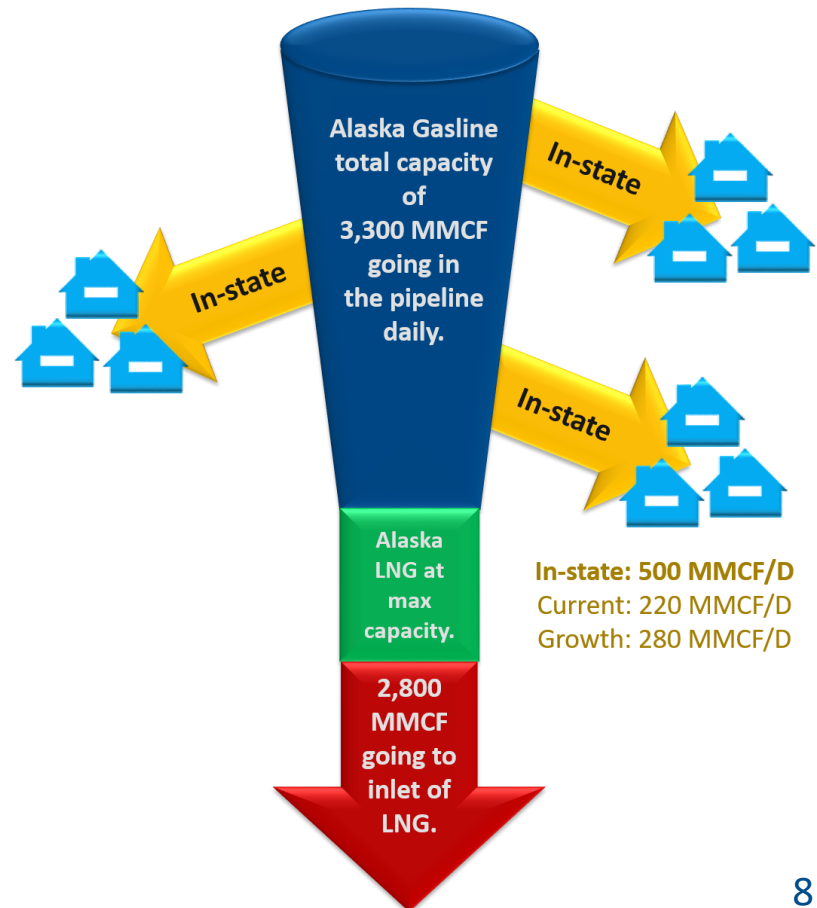 Alaska Gasline
total capacity
of
3,300 MMCF
going in
the pipeline
daily.
In-state
In-state
In-state
Alaska
LNG at
max
capacity.
In-state: 500 MMCF/D
Current: 220 MMCF/D
Growth: 280 MMCF/D
2,800
MMCF
going to
inlet of
LNG.
8